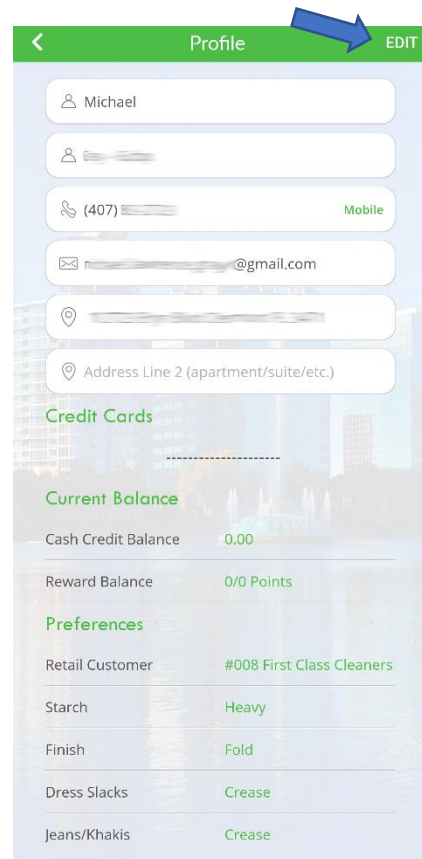 Profile EDIT
Michael
(407) Mobile
@gmail.com
Address Line 2 (apartment/suite/etc.)
Credit Cards
Current Balance
Cash Credit Balance 0.00
Reward Balance 0/0 Points
Preferences
Retail Customer #008 First Class Cleaners
Starch Heavy
Finish Fold
Dress Slacks Crease
Jeans/Khakis Crease